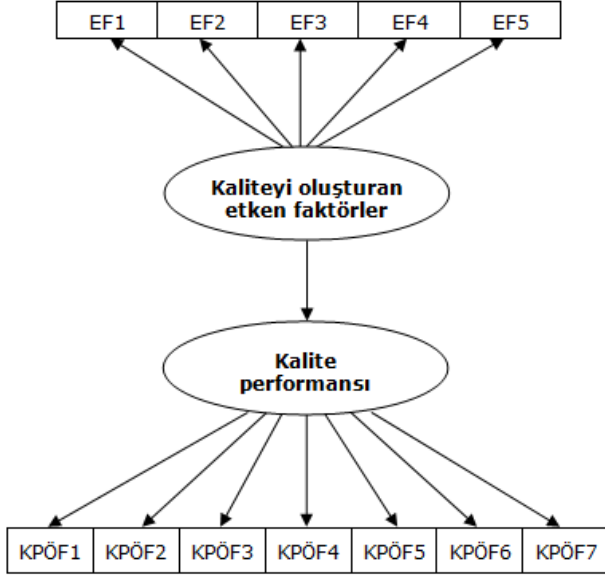 EF1 EF2 EF3 EF4 EF5
Kaliteyi oluşturan
etken faktörler
Kalite
performansı
KPÖF1 KPÖF2 KPÖF3 KPÖF4 KPÖF5 KPÖF6 KPÖF7